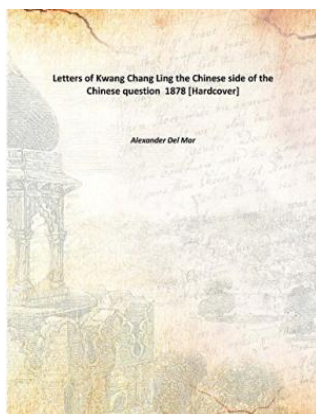 Letters of Kwang Chang Ling the Chinese side of the
Chinese question 1878 [Hardcover]
Alexander Del Mar